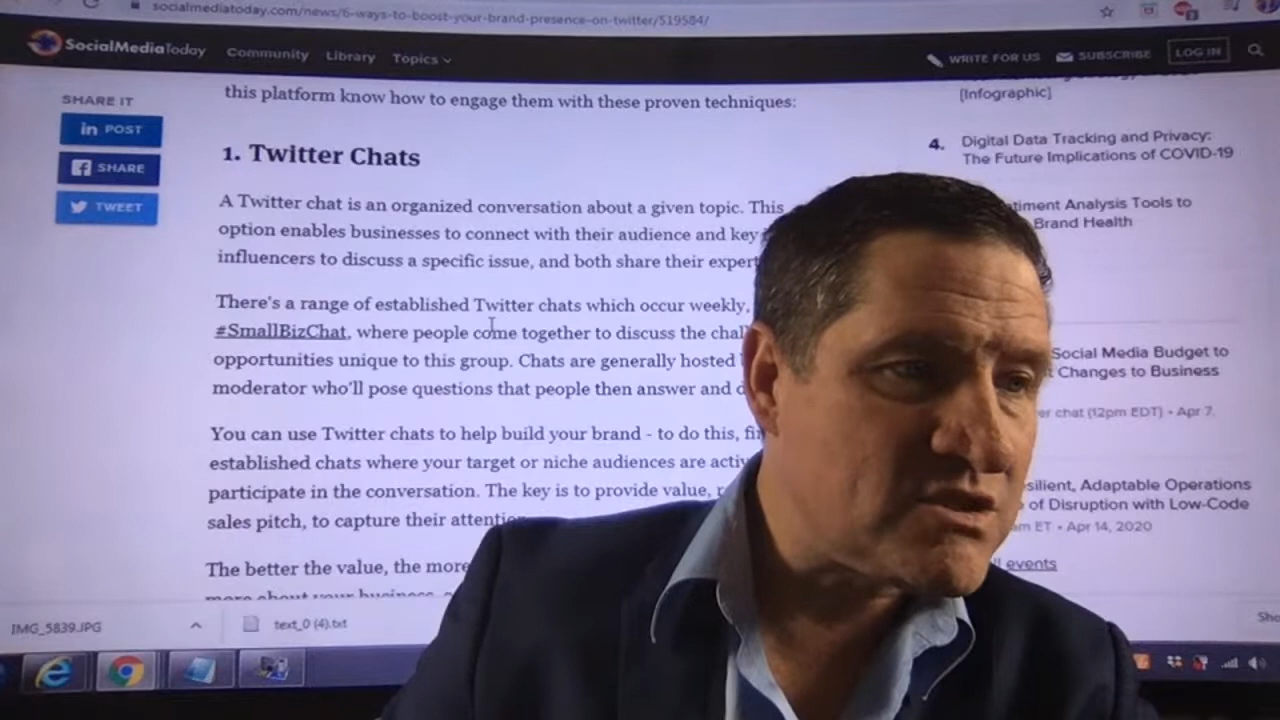 socialmediatoday.com/news/6-ways-to-boost-your-brand-presence-on-twitter/519584/
SocialMediaToday Community Library Topics WRITE FOR US SUBSCRIBE LOG IN
SHARE IT
in POST
SHARE
TWEET
this platform know how to engage them with these proven techniques:
1. Twitter Chats
A Twitter chat is an organized conversation about a given topic. This
option enables businesses to connect with their audience and key
influencers to discuss a specific issue, and both share their
There's a range of established Twitter chats which occur weekly,
#SmallBizChat, where people come together to discuss the
opportunities unique to this group. Chats are generally hosted
moderator who'll pose questions that people then answer and
You can use Twitter chats to help build your brand - to do this,
established chats where your target or niche audiences are
participate in the conversation. The key is to provide value,
sales pitch, to capture their
The better the value, the more
more about your business,
[Infographic]
4. Digital Data Tracking and Privacy:
The Future Implications of COVID-19
Analysis Tools to
Brand Health
Social Media Budget to
Changes to Business
chat (12pm EDT) • Apr 7,
Adaptable Operations
of Disruption with Low-Code
ET • Apr 14, 2020
events
IMG_5839.JPG
text_0 (4).txt